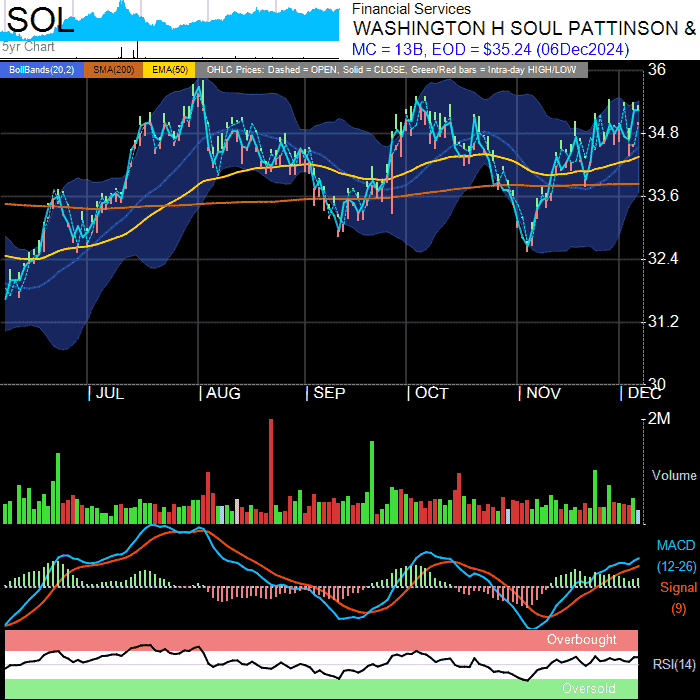 SOL
5yr Chart
Financial Services
WASHINGTON H SOUL PATTINSON &
MC = 13B, EOD = $35.24 (06Dec2024)
BollBands(20,2) SMA(200) EMA(50) OHLC Prices: Dashed = OPEN, Solid = CLOSE, Green/Red bars = Intra-day HIGH/LOW
36
34.8
33.6
32.4
31.2
30
| JUL | AUG | SEP | OCT | NOV | DEC
2M
Volume
MACD
(12-26)
Signal
(9)
Overbought
RSI(14)
Oversold